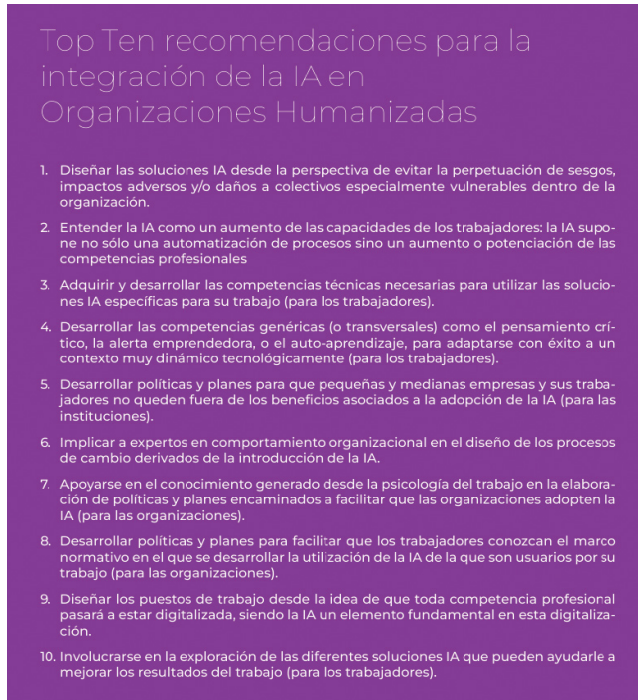 Top Ten recomendaciones para la
integración de la IA en
Organizaciones Humanizadas
1. Diseñar las soluciones IA desde la perspectiva de evitar la perpetuación de sesgos,
impactos adversos y/o daños a colectivos especialmente vulnerables dentro de la
organización.
2. Entender la IA como un aumento de las capacidades de los trabajadores: la IA supo-
ne no sólo una automatización de procesos sino un aumento o potenciación de las
competencias profesionales
3. Adquirir y desarrollar las competencias técnicas necesarias para utilizar las solucio-
nes IA específicas para su trabajo (para los trabajadores).
4. Desarrollar las competencias genéricas (o transversales) como el pensamiento crí-
tico, la alerta emprendedora, o el auto-aprendizaje, para adaptarse con éxito a un
contexto muy dinámico tecnológicamente (para los trabajadores).
5. Desarrollar políticas y planes para que pequeñas y medianas empresas y sus traba-
jadores no queden fuera de los beneficios asociados a la adopción de la IA (para las
instituciones).
6. Implicar a expertos en comportamiento organizacional en el diseño de los procesos
de cambio derivados de la introducción de la IA.
7. Apoyarse en el conocimiento generado desde la psicología del trabajo en la elabora-
ción de políticas y planes encaminados a facilitar que las organizaciones adopten la
IA (para las organizaciones).
8. Desarrollar políticas y planes para facilitar que los trabajadores conozcan el marco
normativo en el que se desarrollar la utilización de la IA de la que son usuarios por su
trabajo (para las organizaciones).
9. Diseñar los puestos de trabajo desde la idea de que toda competencia profesional
pasará a estar digitalizada, siendo la IA un elemento fundamental en esta digitaliza-
ción.
10. Involucrarse en la exploración de las diferentes soluciones IA que pueden ayudarle a
mejorar los resultados del trabajo (para los trabajadores).